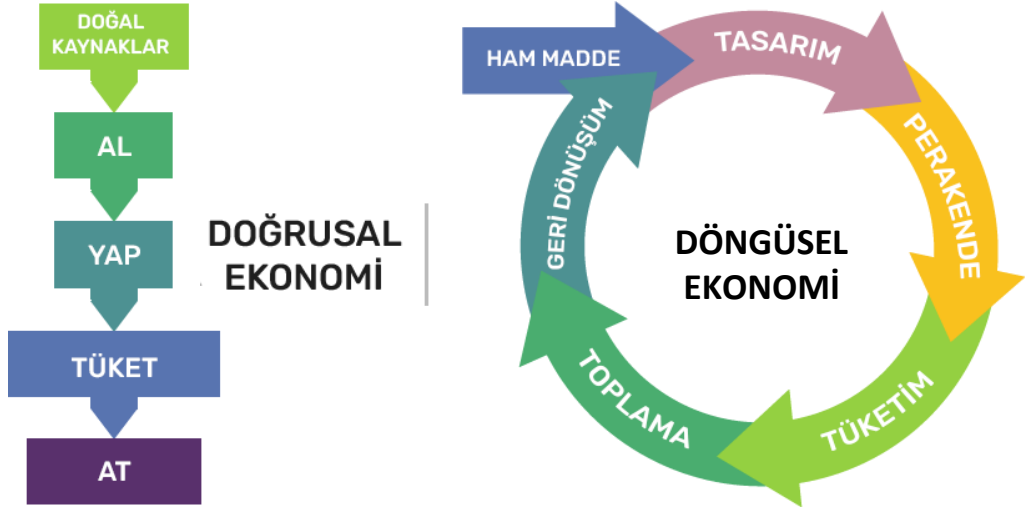 DOĞAL
KAYNAKLAR
AL
YAP
TÜKET
AT
DOĞRUSAL
EKONOMİ
HAM MADDE
TASARIM
PERAKENDE
TÜKETİM
TOPLAMA
GERİ DÖNÜŞÜM
DÖNGÜSEL
EKONOMİ